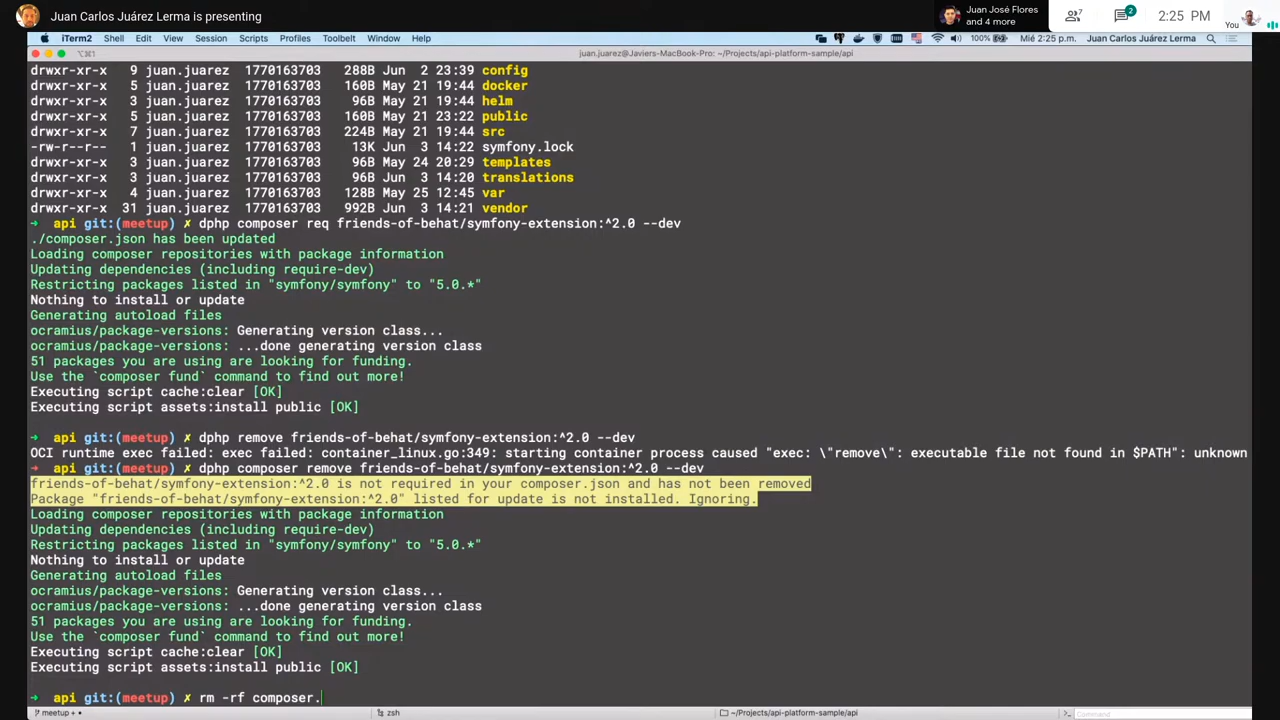 Juan Carlos Juárez Lerma is presenting
Juan José Flores
and 4 more
7
2
2:25 PM
You
iTerm2 Shell Edit View Session Scripts Profiles Toolbelt Window Help
100%
Mié 2:25 p.m. Juan Carlos Juárez Lerma
⌥⌘1
juan.juarez@Javiers-MacBook-Pro: ~/Projects/api-platform-sample/api
drwxr-xr-x 9 juan.juarez 1770163703 288B Jun 2 23:39 config
drwxr-xr-x 5 juan.juarez 1770163703 160B May 21 19:44 docker
drwxr-xr-x 3 juan.juarez 1770163703 96B May 21 19:44 helm
drwxr-xr-x 5 juan.juarez 1770163703 160B May 21 23:22 public
drwxr-xr-x 7 juan.juarez 1770163703 224B May 21 19:44 src
-rw-r--r-- 1 juan.juarez 1770163703 13K Jun 3 14:22 symfony.lock
drwxr-xr-x 3 juan.juarez 1770163703 96B May 24 20:29 templates
drwxr-xr-x 3 juan.juarez 1770163703 96B Jun 3 14:20 translations
drwxr-xr-x 4 juan.juarez 1770163703 128B May 25 12:45 var
drwxr-xr-x 31 juan.juarez 1770163703 992B Jun 3 14:21 vendor
→ api git:(meetup) ✗ dphp composer req friends-of-behat/symfony-extension:^2.0 --dev
./composer.json has been updated
Loading composer repositories with package information
Updating dependencies (including require-dev)
Restricting packages listed in "symfony/symfony" to "5.0.*"
Nothing to install or update
Generating autoload files
ocramius/package-versions: Generating version class...
ocramius/package-versions: ...done generating version class
51 packages you are using are looking for funding.
Use the `composer fund` command to find out more!
Executing script cache:clear [OK]
Executing script assets:install public [OK]
→ api git:(meetup) ✗ dphp remove friends-of-behat/symfony-extension:^2.0 --dev
OCI runtime exec failed: exec failed: container_linux.go:349: starting container process caused "exec: \"remove\": executable file not found in $PATH": unknown
→ api git:(meetup) ✗ dphp composer remove friends-of-behat/symfony-extension:^2.0 --dev
friends-of-behat/symfony-extension:^2.0 is not required in your composer.json and has not been removed
Package "friends-of-behat/symfony-extension:^2.0" listed for update is not installed. Ignoring.
Loading composer repositories with package information
Updating dependencies (including require-dev)
Restricting packages listed in "symfony/symfony" to "5.0.*"
Nothing to install or update
Generating autoload files
ocramius/package-versions: Generating version class...
ocramius/package-versions: ...done generating version class
51 packages you are using are looking for funding.
Use the `composer fund` command to find out more!
Executing script cache:clear [OK]
Executing script assets:install public [OK]
→ api git:(meetup) ✗ rm -rf composer.
meetup + •
zsh
~/Projects/api-platform-sample/api
Command